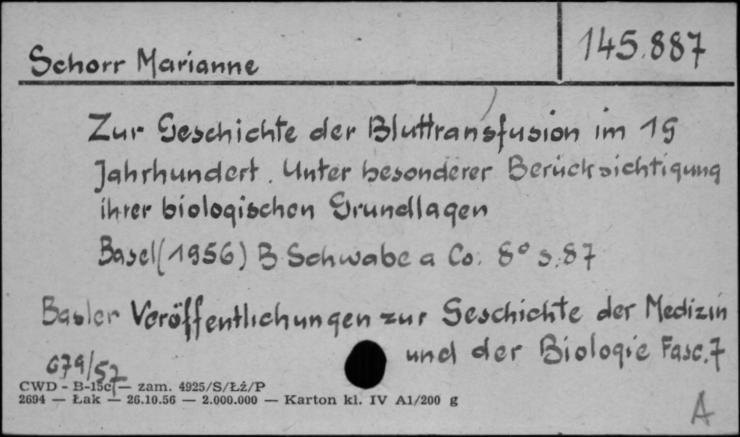 145.887
Schorr Marianne
Zur Geschichte der Bluttransfusion im 19
Jahrhundert. Unter besonderer Berücksichtigung
ihrer biologischen Grundlagen
Basel (1956) B Schwabe a Co. 8° s. 87
Basler Veröffentlichungen zur Geschichte der Medizin
und der Biologie Fasc. 7
679/57
CWD - B-15c/ — zam. 4925/S/Łź/P
2694 — Łak — 26.10.56 — 2.000.000 — Karton kl. IV A1/200 g
A